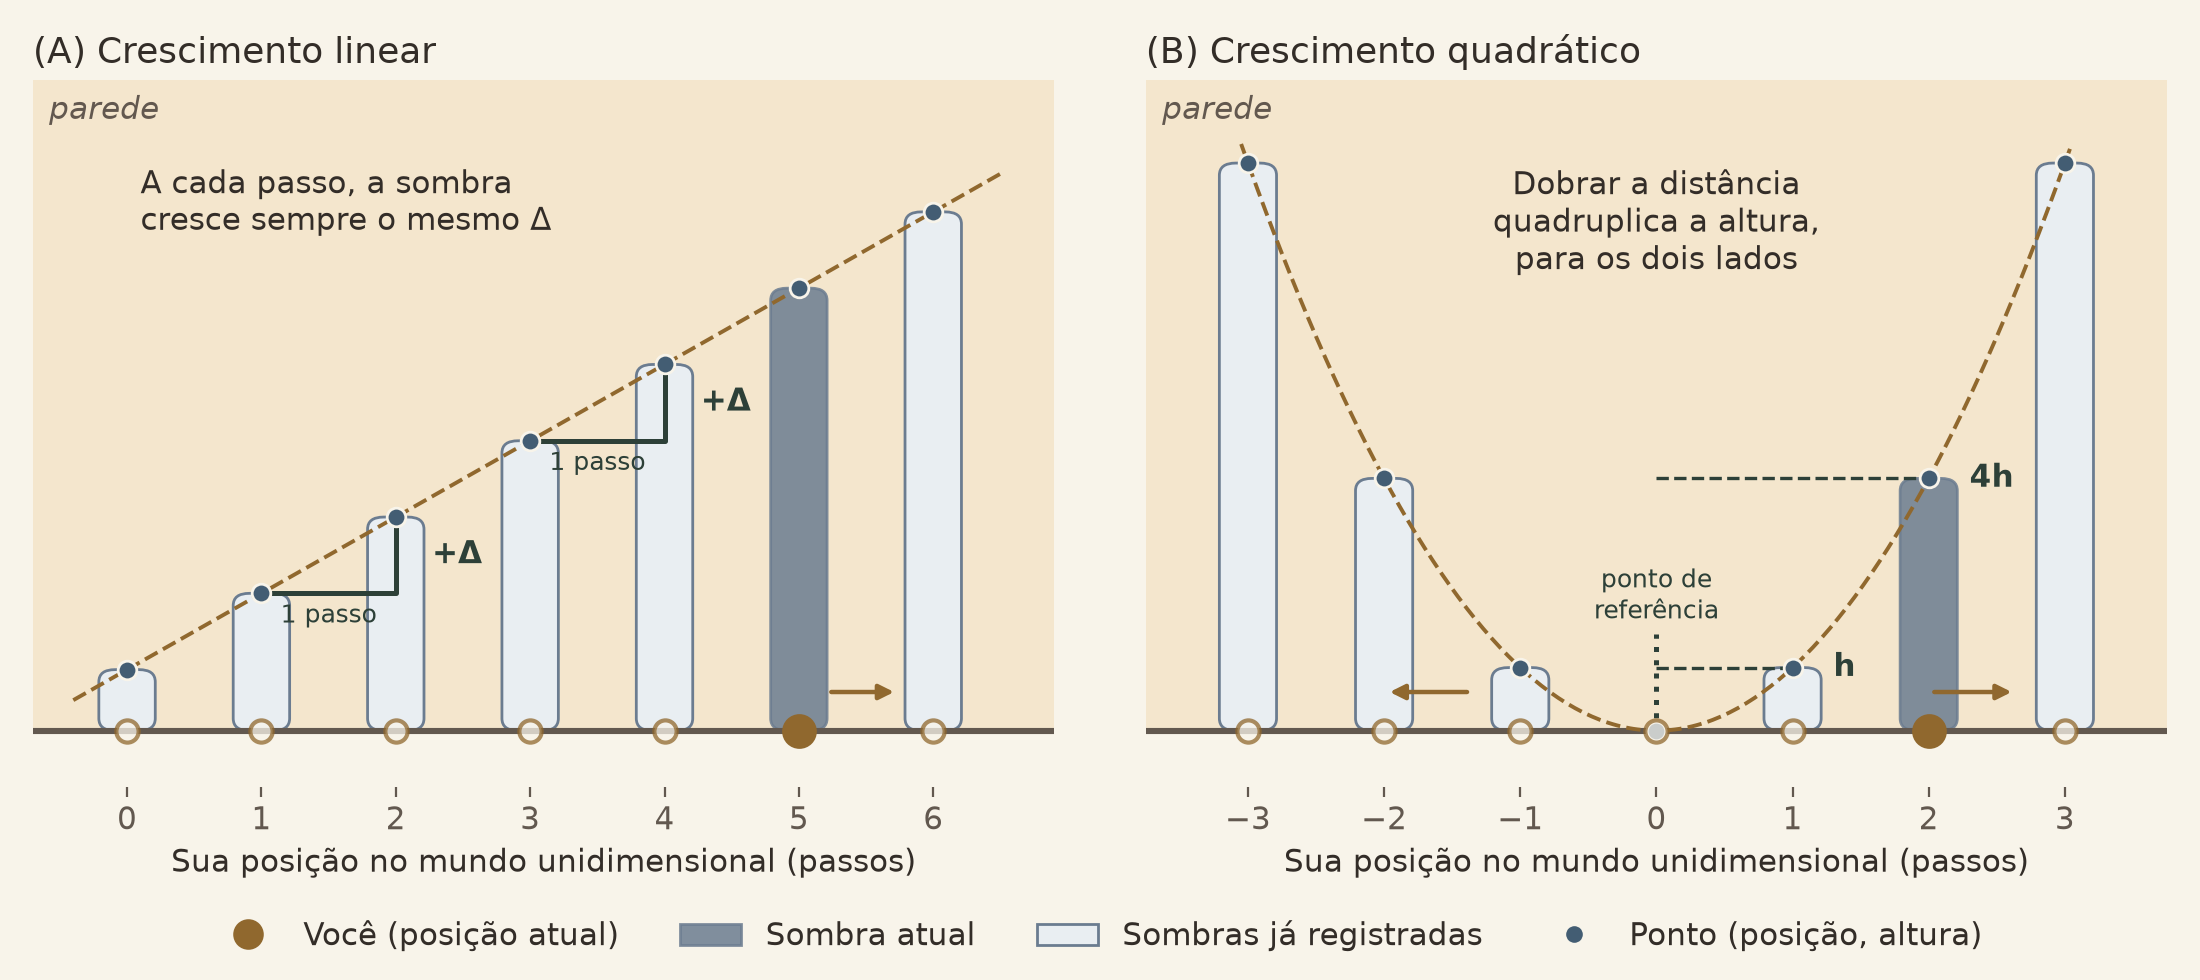 (A) Crescimento linear
parede
A cada passo, a sombra
cresce sempre o mesmo Δ
+Δ
1 passo
+Δ
1 passo
0 1 2 3 4 5 6
Sua posição no mundo unidimensional (passos)
(B) Crescimento quadrático
parede
Dobrar a distância
quadruplica a altura,
para os dois lados
4h
ponto de
referência
h
−3 −2 −1 0 1 2 3
Sua posição no mundo unidimensional (passos)
Você (posição atual)
Sombra atual
Sombras já registradas
Ponto (posição, altura)